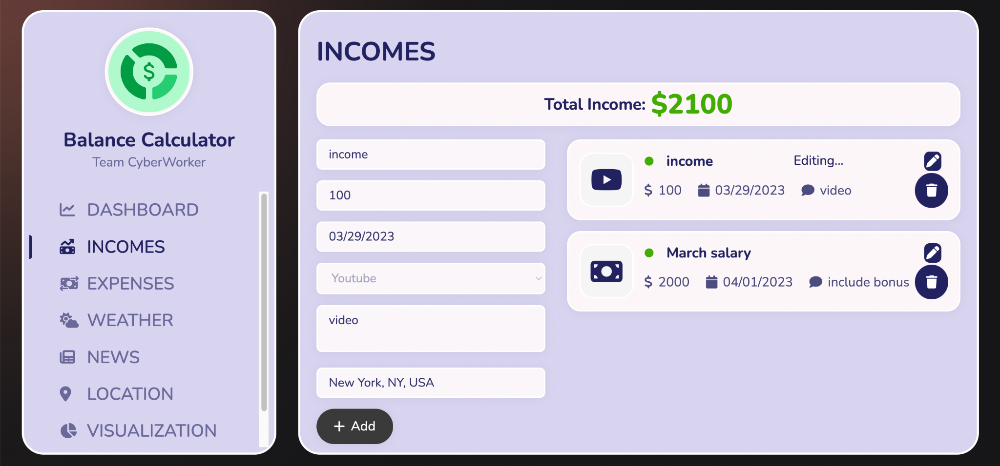 $
Balance Calculator
Team CyberWorker
DASHBOARD
INCOMES
EXPENSES
WEATHER
NEWS
LOCATION
VISUALIZATION
INCOMES
Total Income: $2100
income
100
03/29/2023
Youtube
video
New York, NY, USA
+ Add
income Editing...
$ 100 03/29/2023 video
March salary
$ 2000 04/01/2023 include bonus